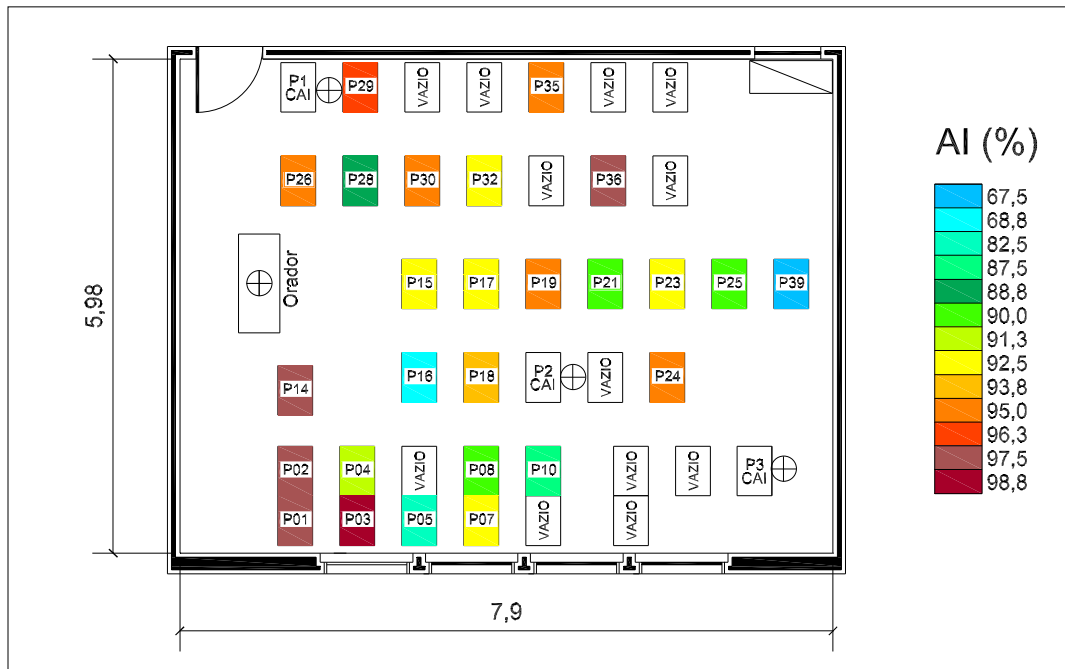 P1
CAI
P29
VAZIO
VAZIO
P35
VAZIO
VAZIO
AI (%)
P26
P28
P30
P32
VAZIO
P36
VAZIO
67,5
68,8
82,5
87,5
88,8
90,0
91,3
92,5
93,8
95,0
96,3
97,5
98,8
Orador
5,98
P15
P17
P19
P21
P23
P25
P39
P14
P16
P18
P2
CAI
VAZIO
P24
P02
P04
VAZIO
P08
P10
VAZIO
VAZIO
P3
CAI
P01
P03
P05
P07
VAZIO
VAZIO
7,9